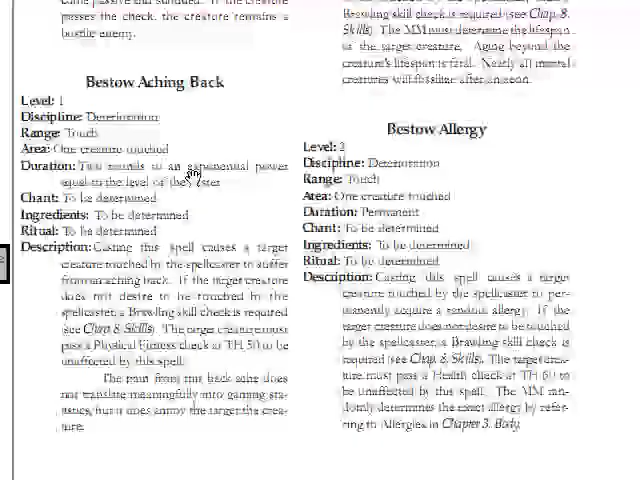 come passive and subdued. If the creature
passes the check, the creature remains a
hostile enemy.
Bestow Aching Back
Level: 1
Discipline: Deterioration
Range: Touch
Area: One creature touched
Duration: Two rounds to an exponential power
equal to the level of the caster
Chant: To be determined
Ingredients: To be determined
Ritual: To be determined
Description: Casting this spell causes a target
creature touched by the spellcaster to suffer
from an aching back. If the target creature
does not desire to be touched by the
spellcaster, a Brawling skill check is required
(see Chap. 8. Skills). The target creature must
pass a Physical Fitness check at TH 50 to be
unaffected by this spell.
The pain from this back ache does
not translate meaningfully into gaming sta-
tistics, but it does annoy the target the crea-
ture.
Brawling skill check is required (see Chap. 8.
Skills). The MM must determine the lifespan
of the target creature. Aging beyond the
creature's lifespan is fatal. Nearly all mortal
creatures will fossilize after an eon.
Bestow Allergy
Level: 2
Discipline: Deterioration
Range: Touch
Area: One creature touched
Duration: Permanent
Chant: To be determined
Ingredients: To be determined
Ritual: To be determined
Description: Casting this spell causes a target
creature touched by the spellcaster to per-
manently acquire a random allergy. If the
target creature does not desire to be touched
by the spellcaster, a Brawling skill check is
required (see Chap. 8. Skills). The target crea-
ture must pass a Health check at TH 60 to
be unaffected by this spell. The MM ran-
domly determines the exact allergy by refer-
ring to Allergies in Chapter 3. Body.